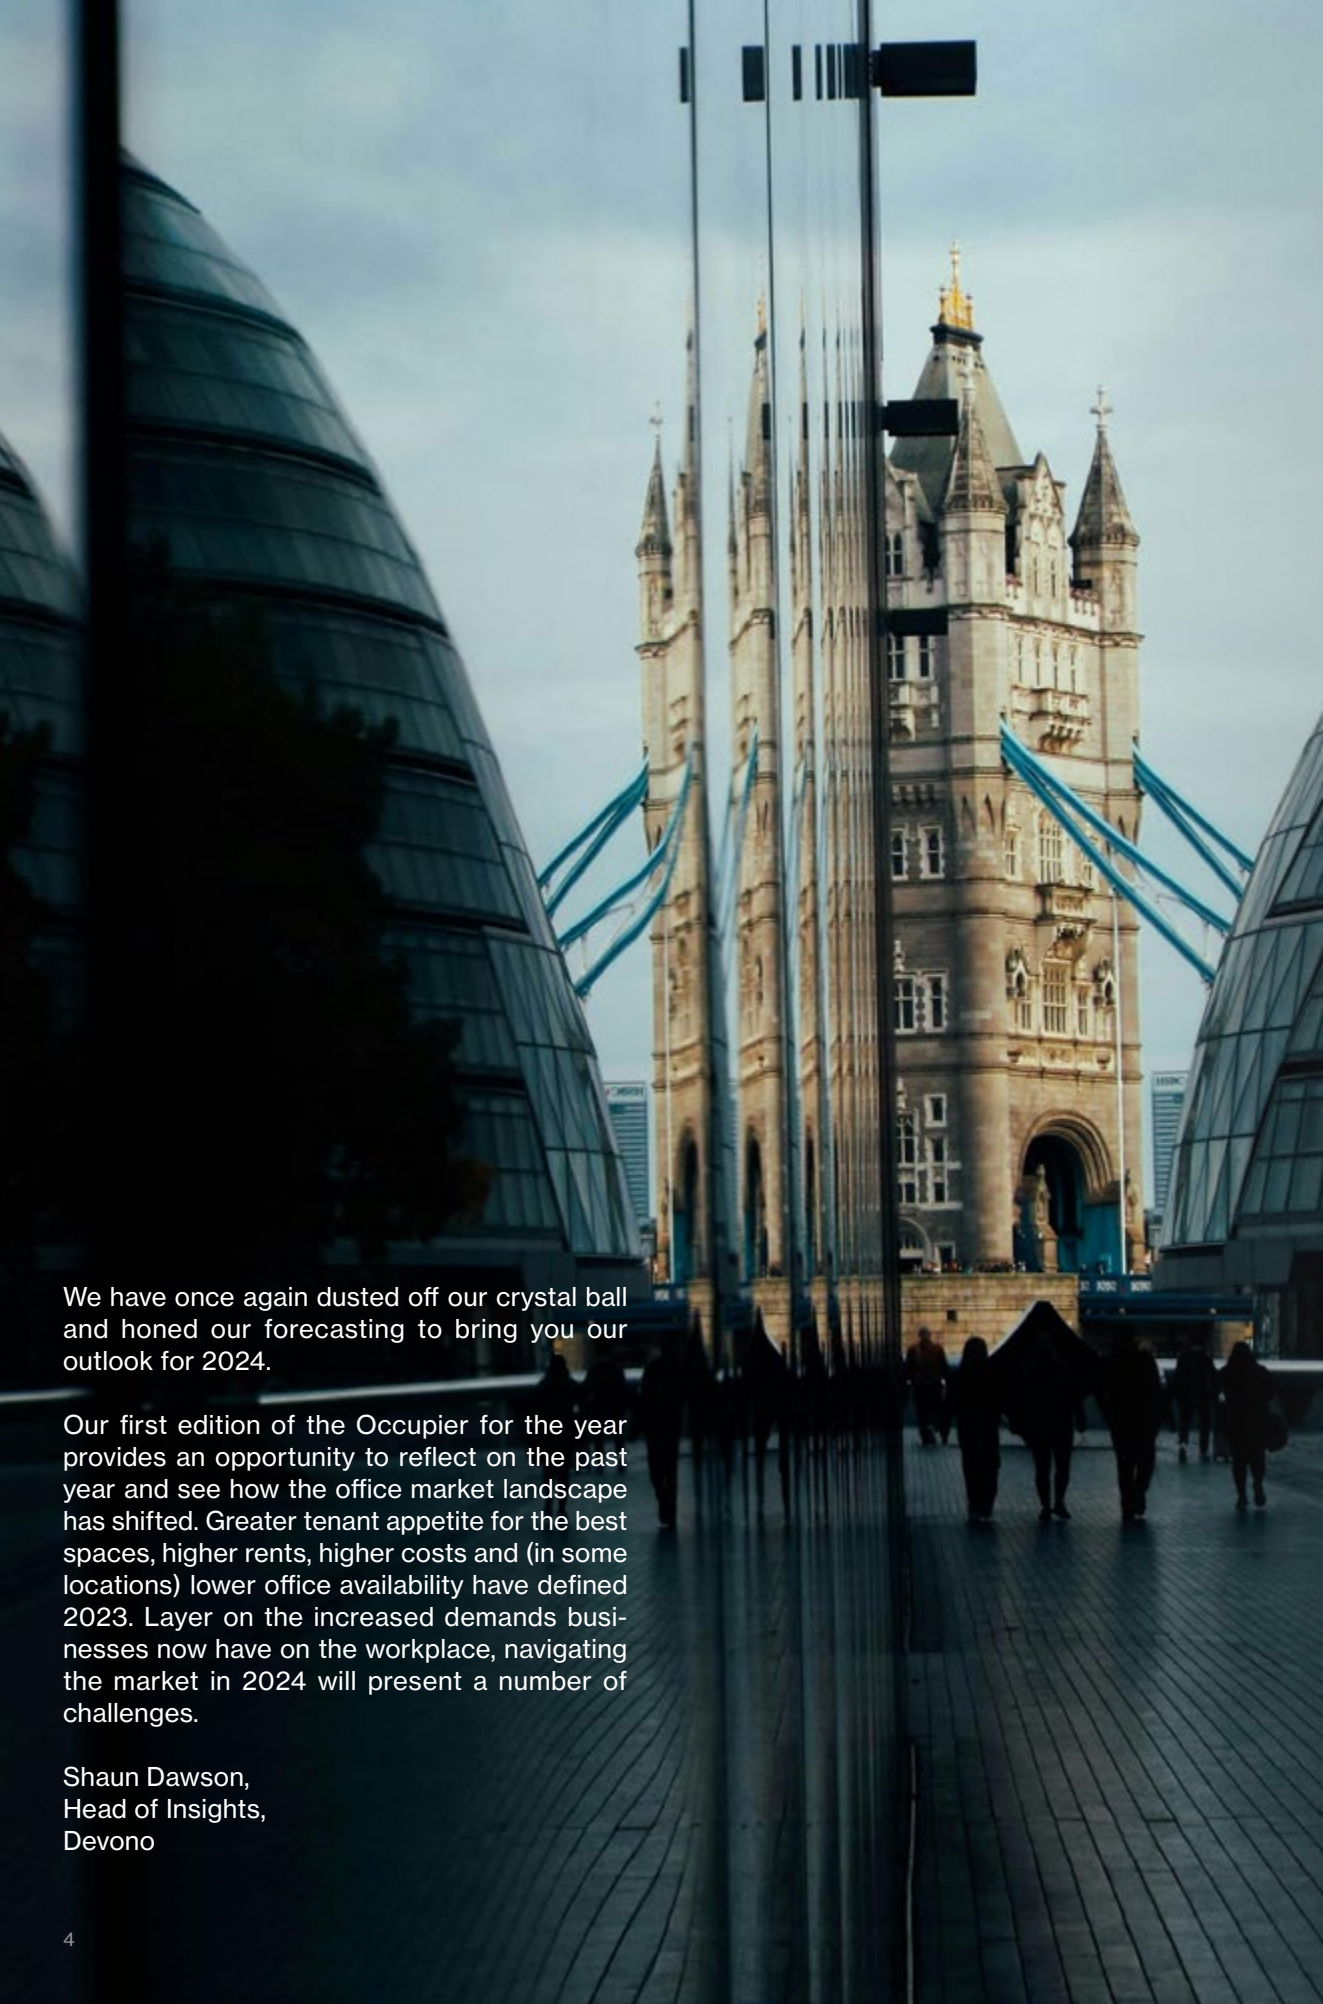 We have once again dusted off our crystal ball
and honed our forecasting to bring you our
outlook for 2024.
Our first edition of the Occupier for the year
provides an opportunity to reflect on the past
year and see how the office market landscape
has shifted. Greater tenant appetite for the best
spaces, higher rents, higher costs and (in some
locations) lower office availability have defined
2023. Layer on the increased demands busi-
nesses now have on the workplace, navigating
the market in 2024 will present a number of
challenges.
Shaun Dawson,
Head of Insights,
Devono
4
HSBC